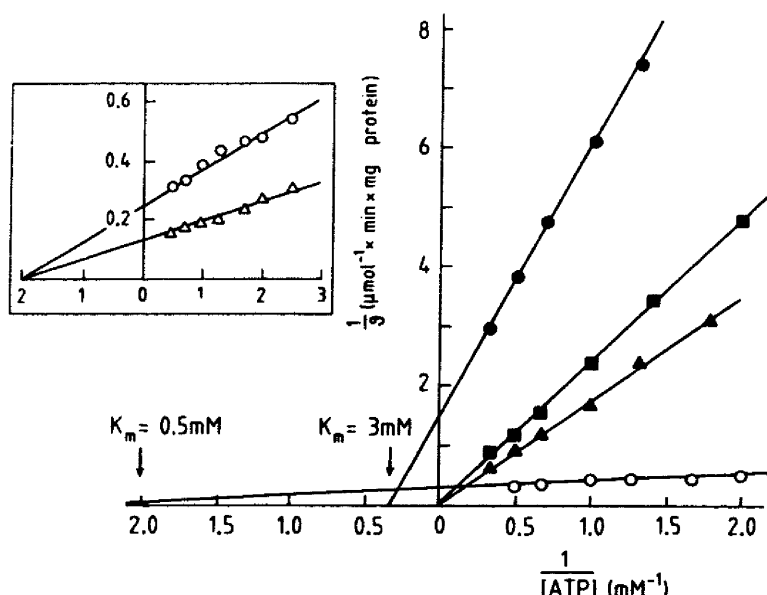 0.6
0.4
0.2
2 1 0 1 2 3
8
6
4
2
1/9 (μmol⁻¹ × min × mg protein)
Km = 0.5mM Km = 3mM
2.0 1.0 0.5 0 0.5 1.0 1.5 2.0
1/[ATP] (mM⁻¹)